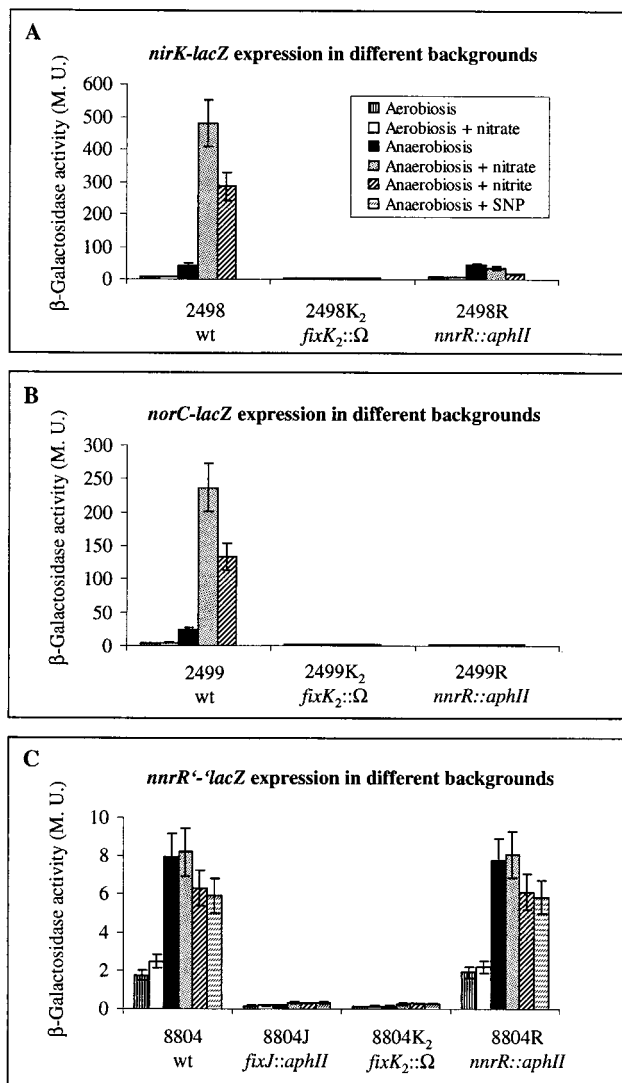 A
nirK-lacZ expression in different backgrounds
β-Galactosidase activity (M. U.)
600
500
400
300
200
100
0
Aerobiosis
Aerobiosis + nitrate
Anaerobiosis
Anaerobiosis + nitrate
Anaerobiosis + nitrite
Anaerobiosis + SNP
2498 2498K₂ 2498R
wt fixK₂::Ω nnrR::aphII
B
norC-lacZ expression in different backgrounds
β-Galactosidase activity (M. U.)
300
250
200
150
100
50
0
2499 2499K₂ 2499R
wt fixK₂::Ω nnrR::aphII
C
nnrR‘-‘lacZ expression in different backgrounds
β-Galactosidase activity (M. U.)
10
8
6
4
2
0
8804 8804J 8804K₂ 8804R
wt fixJ::aphII fixK₂::Ω nnrR::aphII